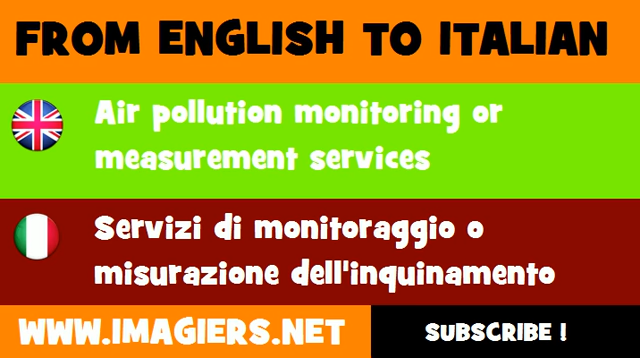 FROM ENGLISH TO ITALIAN
Air pollution monitoring or
measurement services
Servizi di monitoraggio o
misurazione dell'inquinamento
WWW.IMAGIERS.NET
SUBSCRIBE !